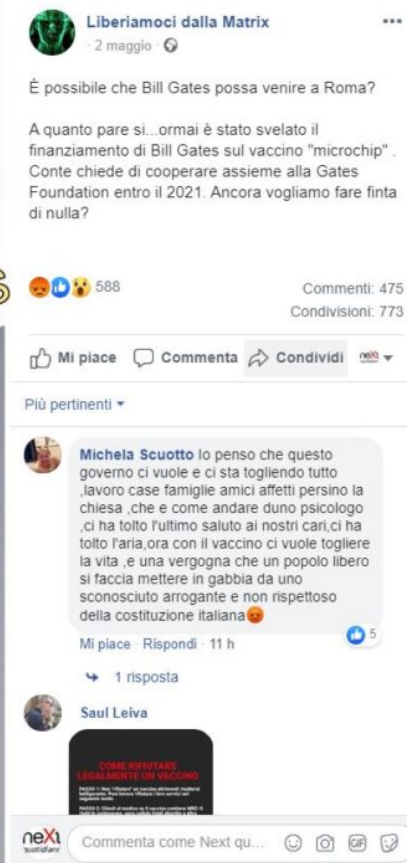 Liberiamoci dalla Matrix
2 maggio ·
È possibile che Bill Gates possa venire a Roma?
A quanto pare si...ormai è stato svelato il
finanziamento di Bill Gates sul vaccino "microchip" .
Conte chiede di cooperare assieme alla Gates
Foundation entro il 2021. Ancora vogliamo fare finta
di nulla?
588
Commenti: 475
Condivisioni: 773
Mi piace Commenta Condividi neXt
Più pertinenti
Michela Scuotto Io penso che questo
governo ci vuole e ci sta togliendo tutto
,lavoro case famiglie amici affetti persino la
chiesa ,che e come andare duno psicologo
,ci ha tolto l'ultimo saluto ai nostri cari,ci ha
tolto l'aria,ora con il vaccino ci vuole togliere
la vita ,e una vergogna che un popolo libero
si faccia mettere in gabbia da uno
sconosciuto arrogante e non rispettoso
della costituzione italiana
5
Mi piace · Rispondi · 11 h
1 risposta
Saul Leiva
COME RIFIUTARE
LEGALMENTE UN VACCINO
neXt
quotidiano
Commenta come Next qu...
GIF